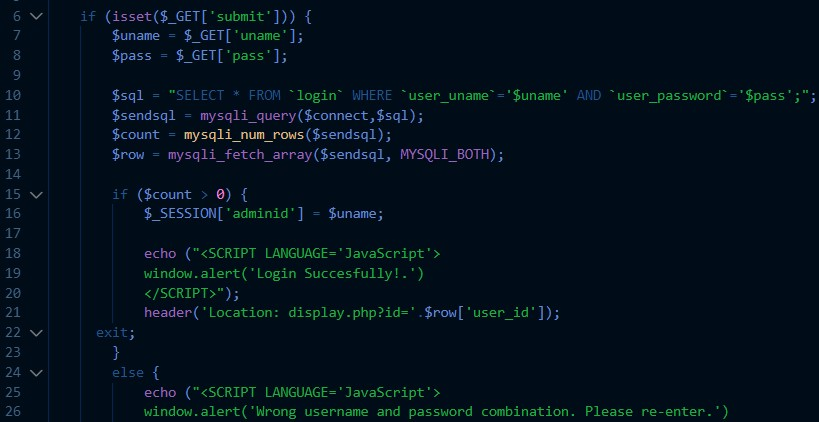 6 if (isset($_GET['submit'])) {
7 $uname = $_GET['uname'];
8 $pass = $_GET['pass'];
9
10 $sql = "SELECT * FROM `login` WHERE `user_uname`='$uname' AND `user_password`='$pass';";
11 $sendsql = mysqli_query($connect,$sql);
12 $count = mysqli_num_rows($sendsql);
13 $row = mysqli_fetch_array($sendsql, MYSQLI_BOTH);
14
15 if ($count > 0) {
16 $_SESSION['adminid'] = $uname;
17
18 echo ("<SCRIPT LANGUAGE='JavaScript'>
19 window.alert('Login Succesfully!.')
20 </SCRIPT>");
21 header('Location: display.php?id='.$row['user_id']);
22 exit;
23 }
24 else {
25 echo ("<SCRIPT LANGUAGE='JavaScript'>
26 window.alert('Wrong username and password combination. Please re-enter.')